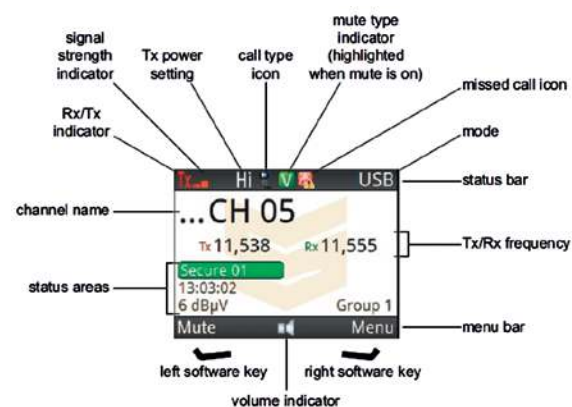 signal
strength
indicator
Tx power
setting
call type
icon
mute type
indicator
(highlighted
when mute is on)
missed call icon
Rx/Tx
indicator
mode
Tx Hi V USB
status bar
channel name
...CH 05
Tx 11,538 Rx 11,555
Tx/Rx frequency
status areas
Secure 01
13:03:02
6 dBµV Group 1
Mute Menu
menu bar
left software key
right software key
volume indicator